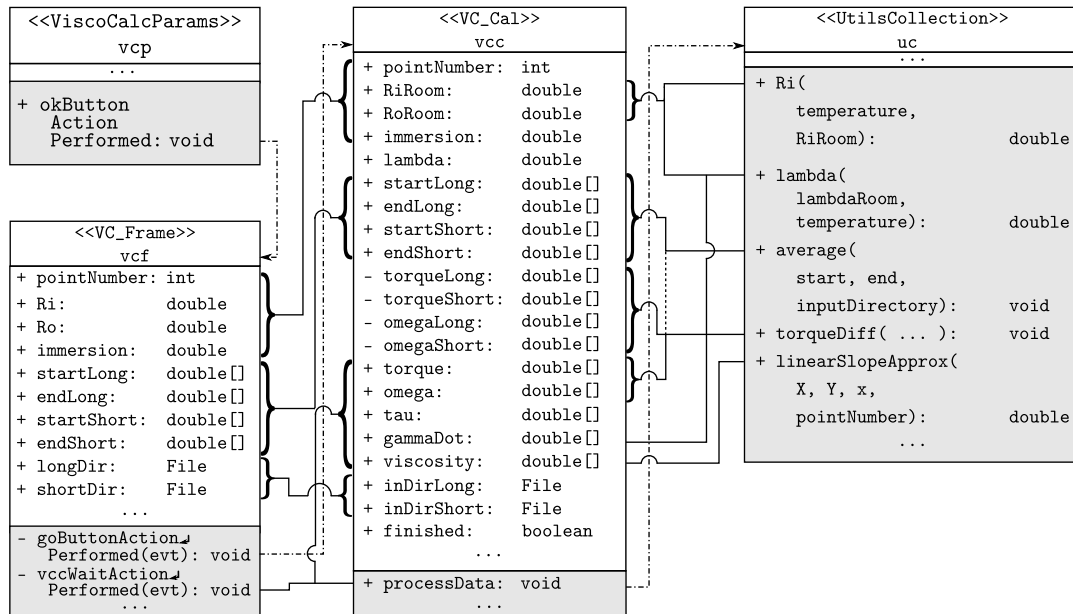 <<ViscoCalcParams>>
vcp
...
+ okButton
Action
Performed: void
<<VC_Frame>>
vcf
+ pointNumber: int
+ Ri: double
+ Ro: double
+ immersion: double
+ startLong: double[]
+ endLong: double[]
+ startShort: double[]
+ endShort: double[]
+ longDir: File
+ shortDir: File
...
- goButtonAction↲
Performed(evt): void
- vccWaitAction↲
Performed(evt): void
...
<<VC_Cal>>
vcc
+ pointNumber: int
+ RiRoom: double
+ RoRoom: double
+ immersion: double
+ lambda: double
+ startLong: double[]
+ endLong: double[]
+ startShort: double[]
+ endShort: double[]
- torqueLong: double[]
- torqueShort: double[]
- omegaLong: double[]
- omegaShort: double[]
+ torque: double[]
+ omega: double[]
+ tau: double[]
+ gammaDot: double[]
+ viscosity: double[]
+ inDirLong: File
+ inDirShort: File
+ finished: boolean
...
+ processData: void
...
<<UtilsCollection>>
uc
...
+ Ri(
temperature,
RiRoom): double
+ lambda(
lambdaRoom,
temperature): double
+ average(
start, end,
inputDirectory): void
+ torqueDiff( ... ): void
+ linearSlopeApprox(
X, Y, x,
pointNumber): double
...